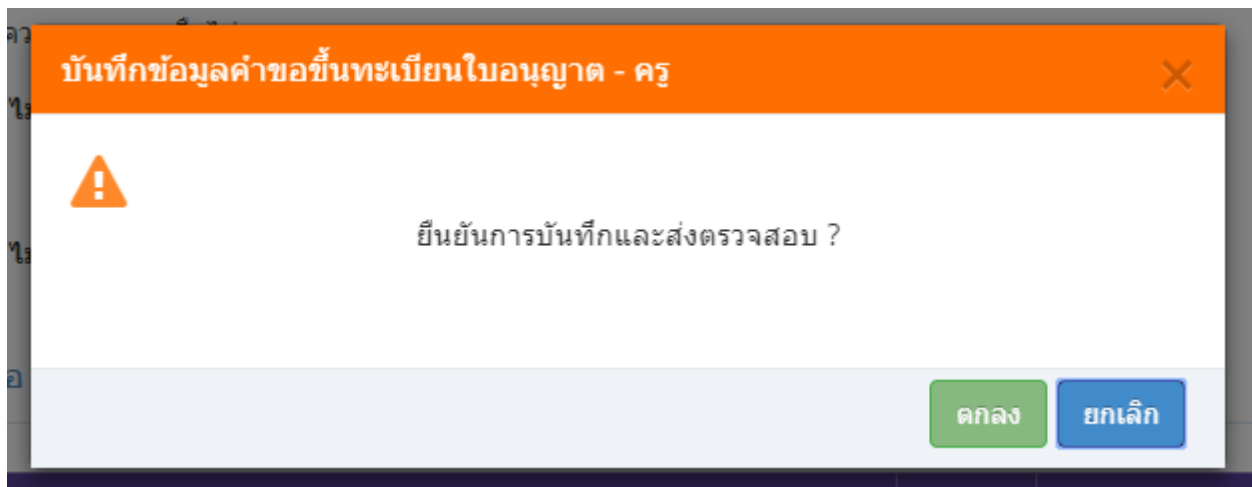 บันทึกข้อมูลคำขอขึ้นทะเบียนใบอนุญาต - ครู
ยืนยันการบันทึกและส่งตรวจสอบ ?
ตกลง
ยกเลิก